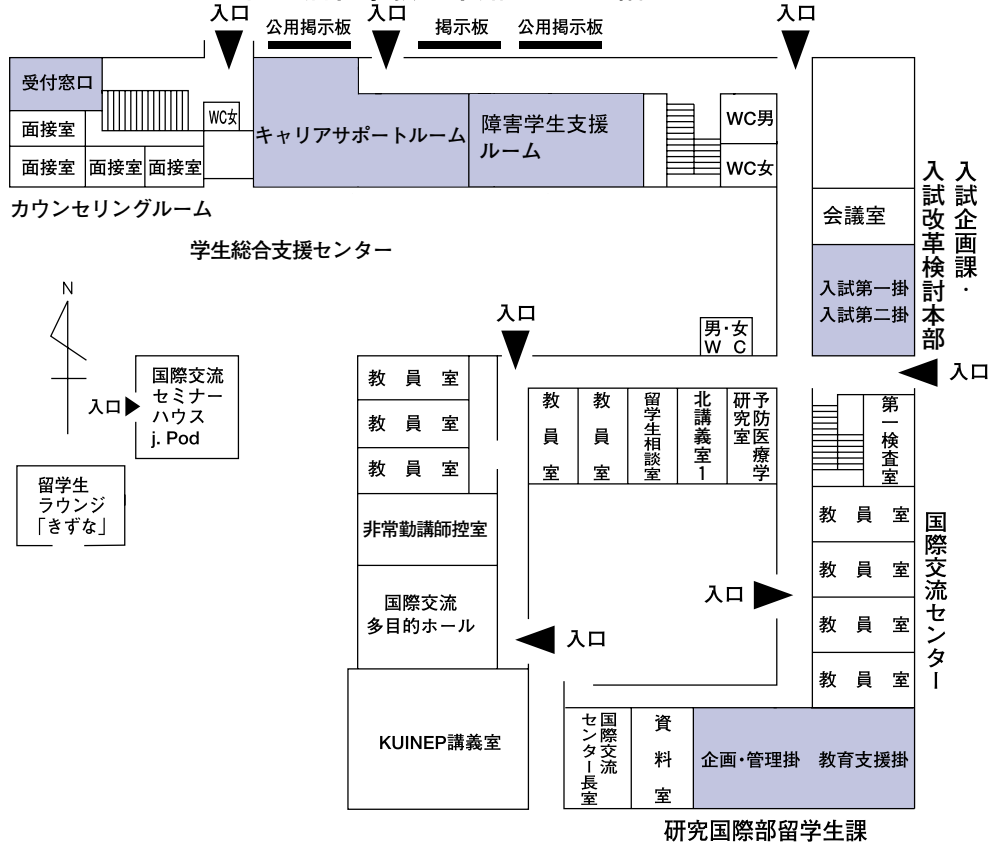 入口
公用掲示板
入口
掲示板
公用掲示板
入口
受付窓口
面接室
面接室
面接室
面接室
WC女
キャリアサポートルーム
障害学生支援
ルーム
WC男
WC女
カウンセリングルーム
学生総合支援センター
会議室
入試第一掛
入試第二掛
入試企画課・
入試改革検討本部
入口
N
入口
国際交流
セミナー
ハウス
j. Pod
留学生
ラウンジ
「きずな」
入口
男・女
W C
教員室
教員室
教員室
非常勤講師控室
国際交流
多目的ホール
KUINEP講義室
教員室
教員室
留学生相談室
北講義室1
予防医療学
研究室
第一検査室
教員室
教員室
教員室
教員室
国際交流センター
入口
入口
国際交流
センター長室
資料室
企画・管理掛
教育支援掛
研究国際部留学生課